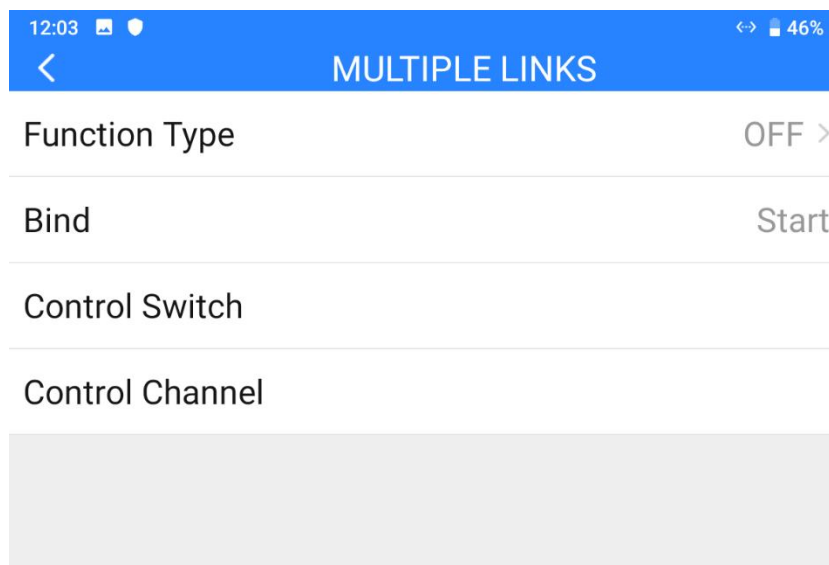 12:03 46%
MULTIPLE LINKS
Function Type OFF
Bind Start
Control Switch
Control Channel